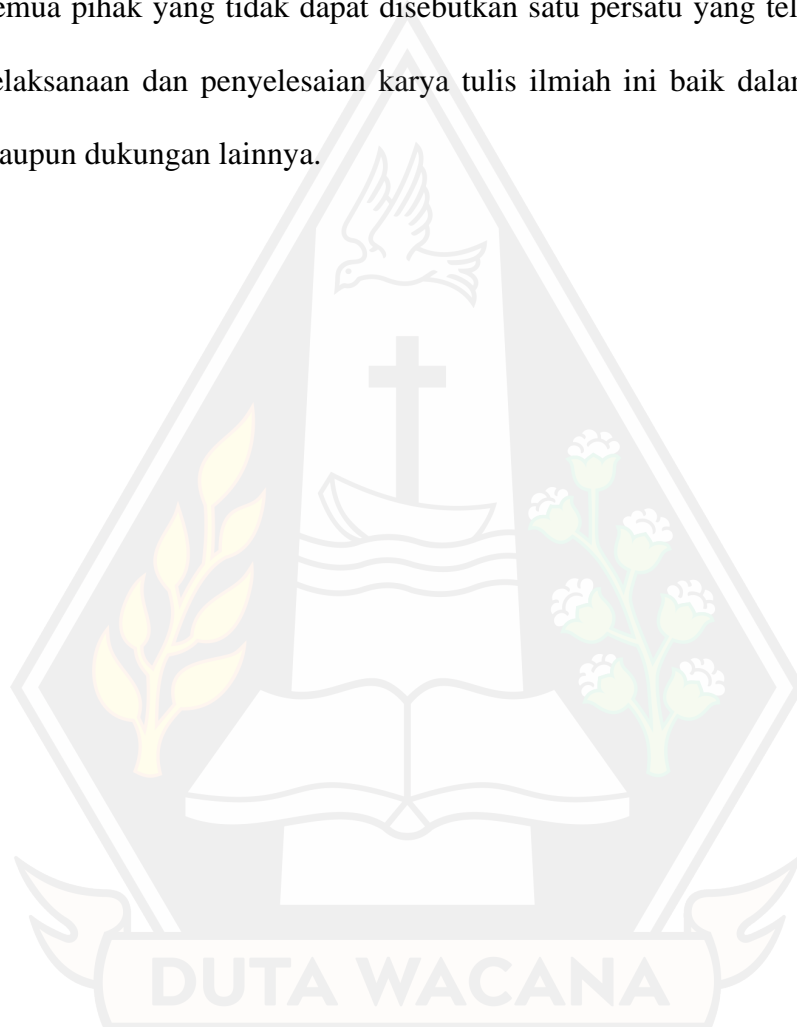 emua pihak yang tidak dapat disebutkan satu persatu yang tel
elaksanaan dan penyelesaian karya tulis ilmiah ini baik dalam
aupun dukungan lainnya.
DUTA WACANA